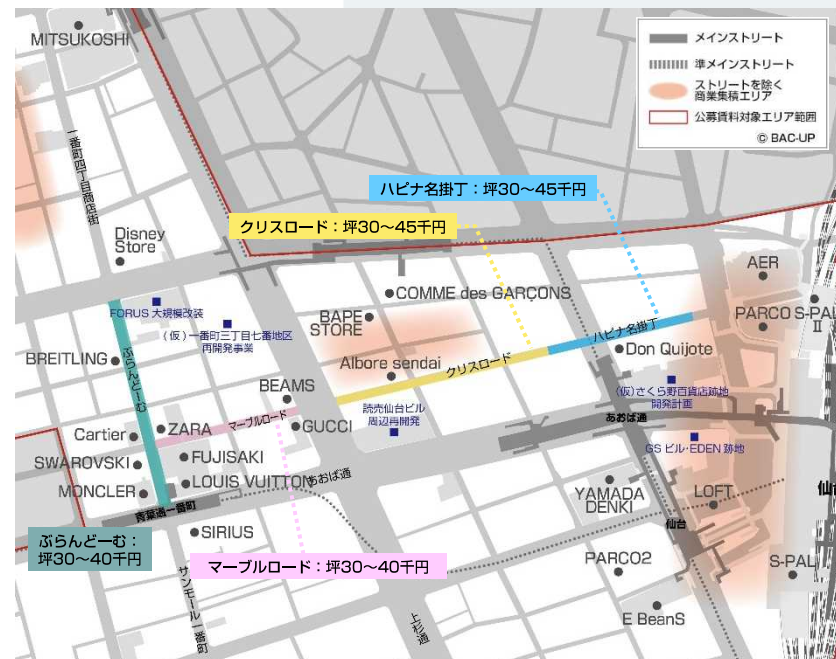 MITSUKOSHI
メインストリート
準メインストリート
ストリートを除く
商業集積エリア
公募賃料対象エリア範囲
© BAC-UP
一番町四丁目商店街
ハピナ名掛丁：坪30～45千円
クリスロード：坪30～45千円
Disney
Store
AER
COMME des GARÇONS
FORUS 大規模改装
BAPE
STORE
PARCO
S-PAL
II
（仮）一番町三丁目七番地区
再開発事業
ハピナ名掛丁
Don Quijote
BREITLING
ぶらんどーむ
Albore sendai
クリスロード
BEAMS
（仮）さくら野百貨店跡地
開発計画
読売仙台ビル
周辺再開発
マーブルロード
あおば通
Cartier
ZARA
GUCCI
GSビル・EDEN 跡地
SWAROVSKI
FUJISAKI
MONCLER
LOUIS VUITTON
あおば通
YAMADA
DENKI
LOFT
仙台
青葉通一番町
仙台
SIRIUS
ぶらんどーむ：
坪30～40千円
マーブルロード：坪30～40千円
PARCO2
S-PAL
サンモール一番町
上杉通
E BeanS